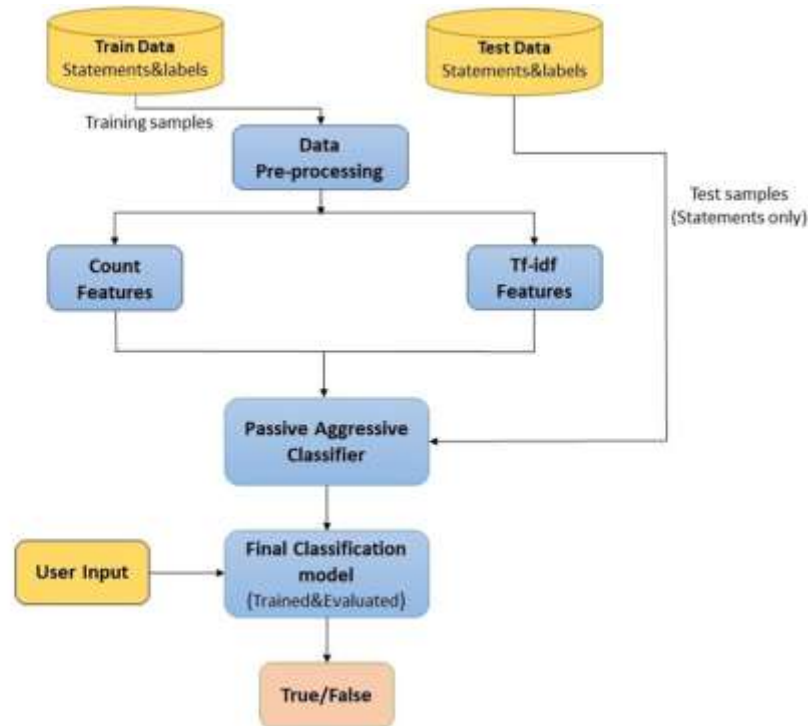 Train Data
Statements&labels
Test Data
Statements&labels
Training samples
Data
Pre-processing
Test samples
(Statements only)
Count
Features
Tf-idf
Features
Passive Aggressive
Classifier
User Input
Final Classification
model
(Trained&Evaluated)
True/False